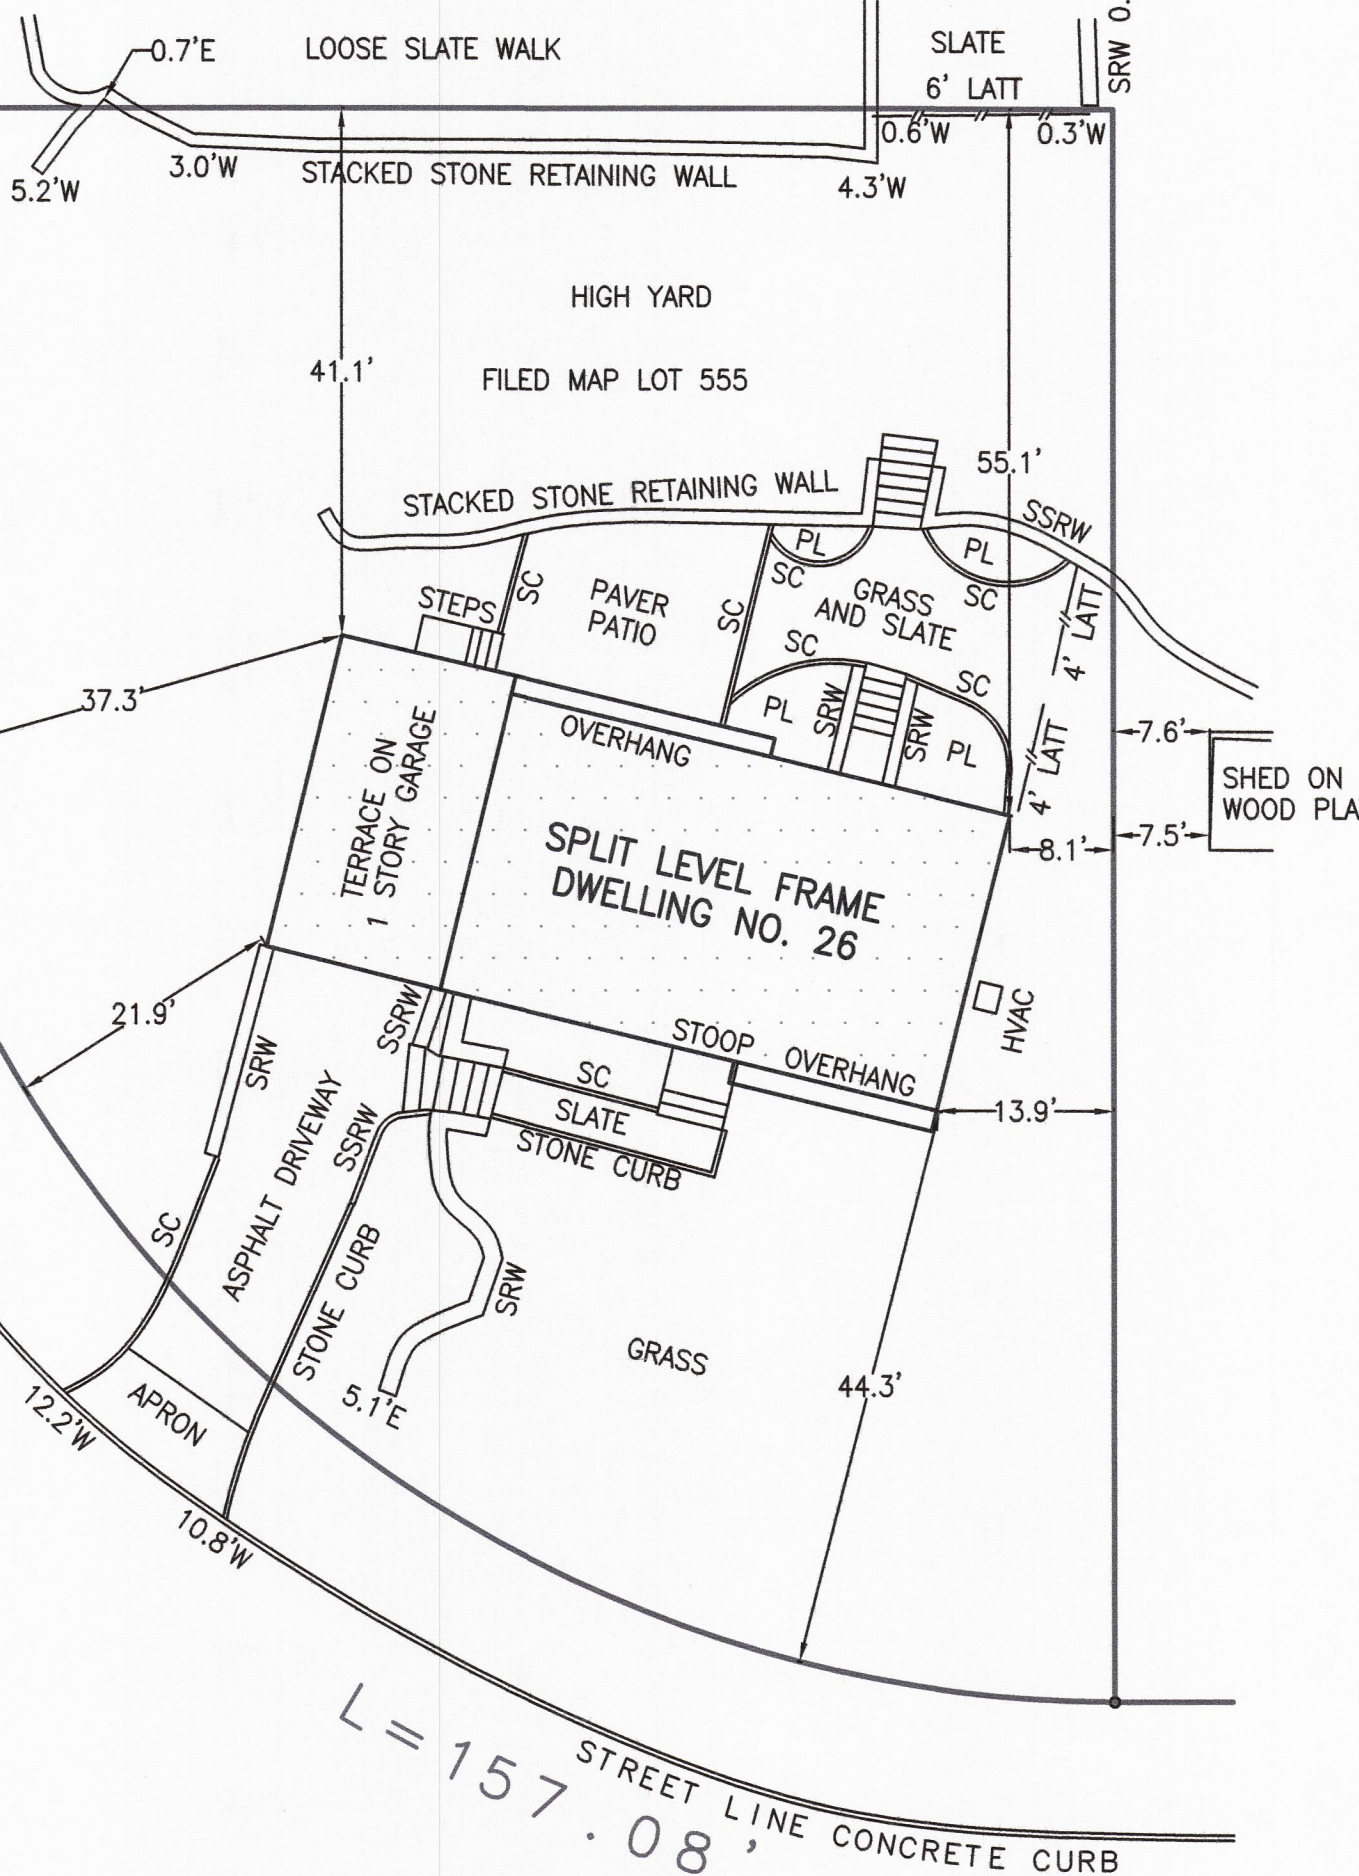 0.7'E
LOOSE SLATE WALK
SLATE
6' LATT
SRW 0.
0.6'W
0.3'W
5.2'W
3.0'W
STACKED STONE RETAINING WALL
4.3'W
HIGH YARD
41.1'
FILED MAP LOT 555
55.1'
STACKED STONE RETAINING WALL
SSRW
PL
PL
SC
SC
SC
STEPS
PAVER
PATIO
SC
GRASS
AND SLATE
4' LATT
SC
SC
37.3'
PL
SRW
SRW
PL
OVERHANG
4' LATT
7.6'
SHED ON
WOOD PLA
7.5'
8.1'
TERRACE ON
1 STORY GARAGE
SPLIT LEVEL FRAME
DWELLING NO. 26
21.9'
SSRW
HVAC
STOOP
OVERHANG
SRW
SC
SLATE
STONE CURB
13.9'
SSRW
ASPHALT DRIVEWAY
SC
STONE CURB
SRW
GRASS
44.3'
5.1'E
APRON
12.2'W
10.8'W
L=157.08'
STREET LINE CONCRETE CURB